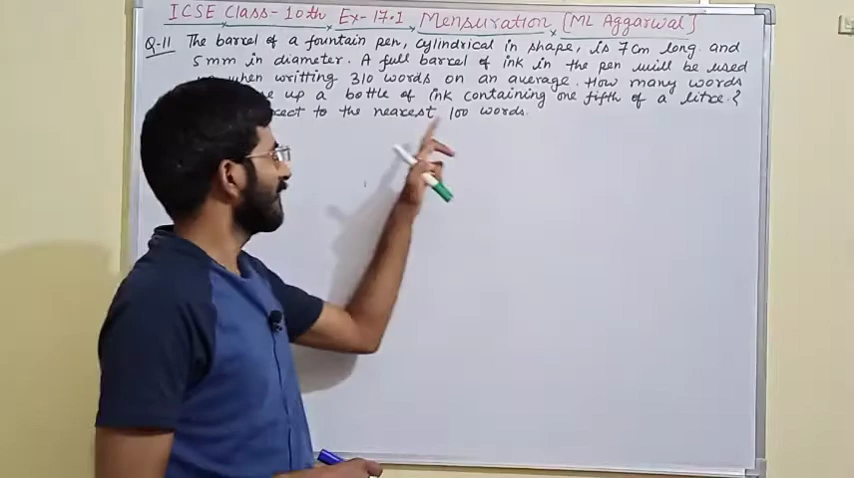 ICSE Class-10th Ex-17.1 Mensuration [ML Aggarwal]
Q-11 The barrel of a fountain pen, cylindrical in shape, is 7cm long and
5mm in diameter. A full barrel of ink in the pen will be used
when writting 310 words on an average. How many words
up a bottle of ink containing one fifth of a litre?
to the nearest 100 words.